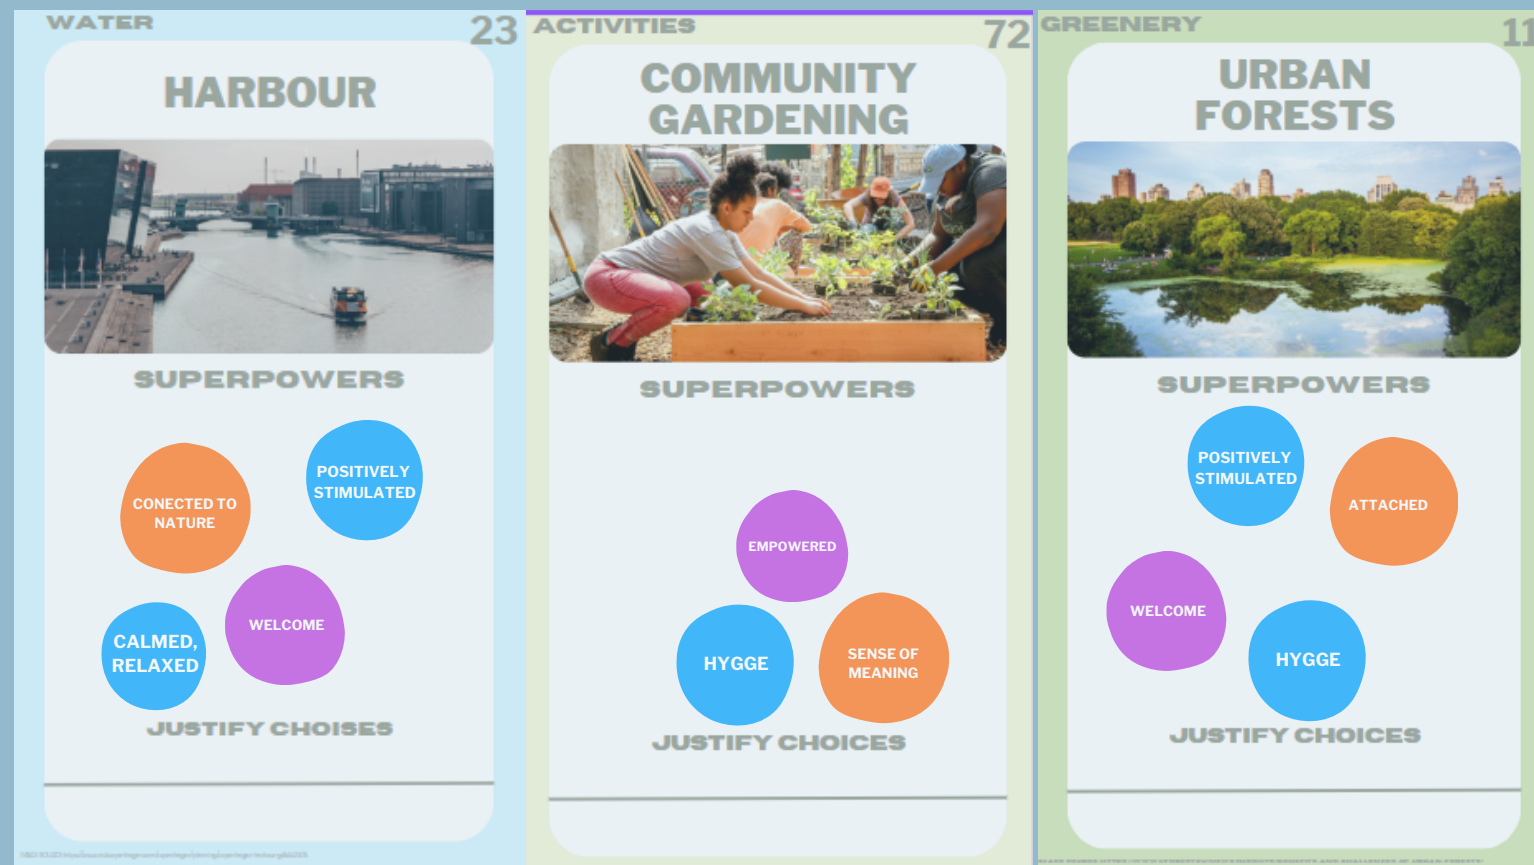 WATER
23
HARBOUR
SUPERPOWERS
POSITIVELY
STIMULATED
CONECTED TO
NATURE
WELCOME
CALMED,
RELAXED
JUSTIFY CHOISES
ACTIVITIES
72
COMMUNITY
GARDENING
SUPERPOWERS
EMPOWERED
HYGGE
SENSE OF
MEANING
JUSTIFY CHOICES
GREENERY
11
URBAN
FORESTS
SUPERPOWERS
POSITIVELY
STIMULATED
ATTACHED
WELCOME
HYGGE
JUSTIFY CHOICES